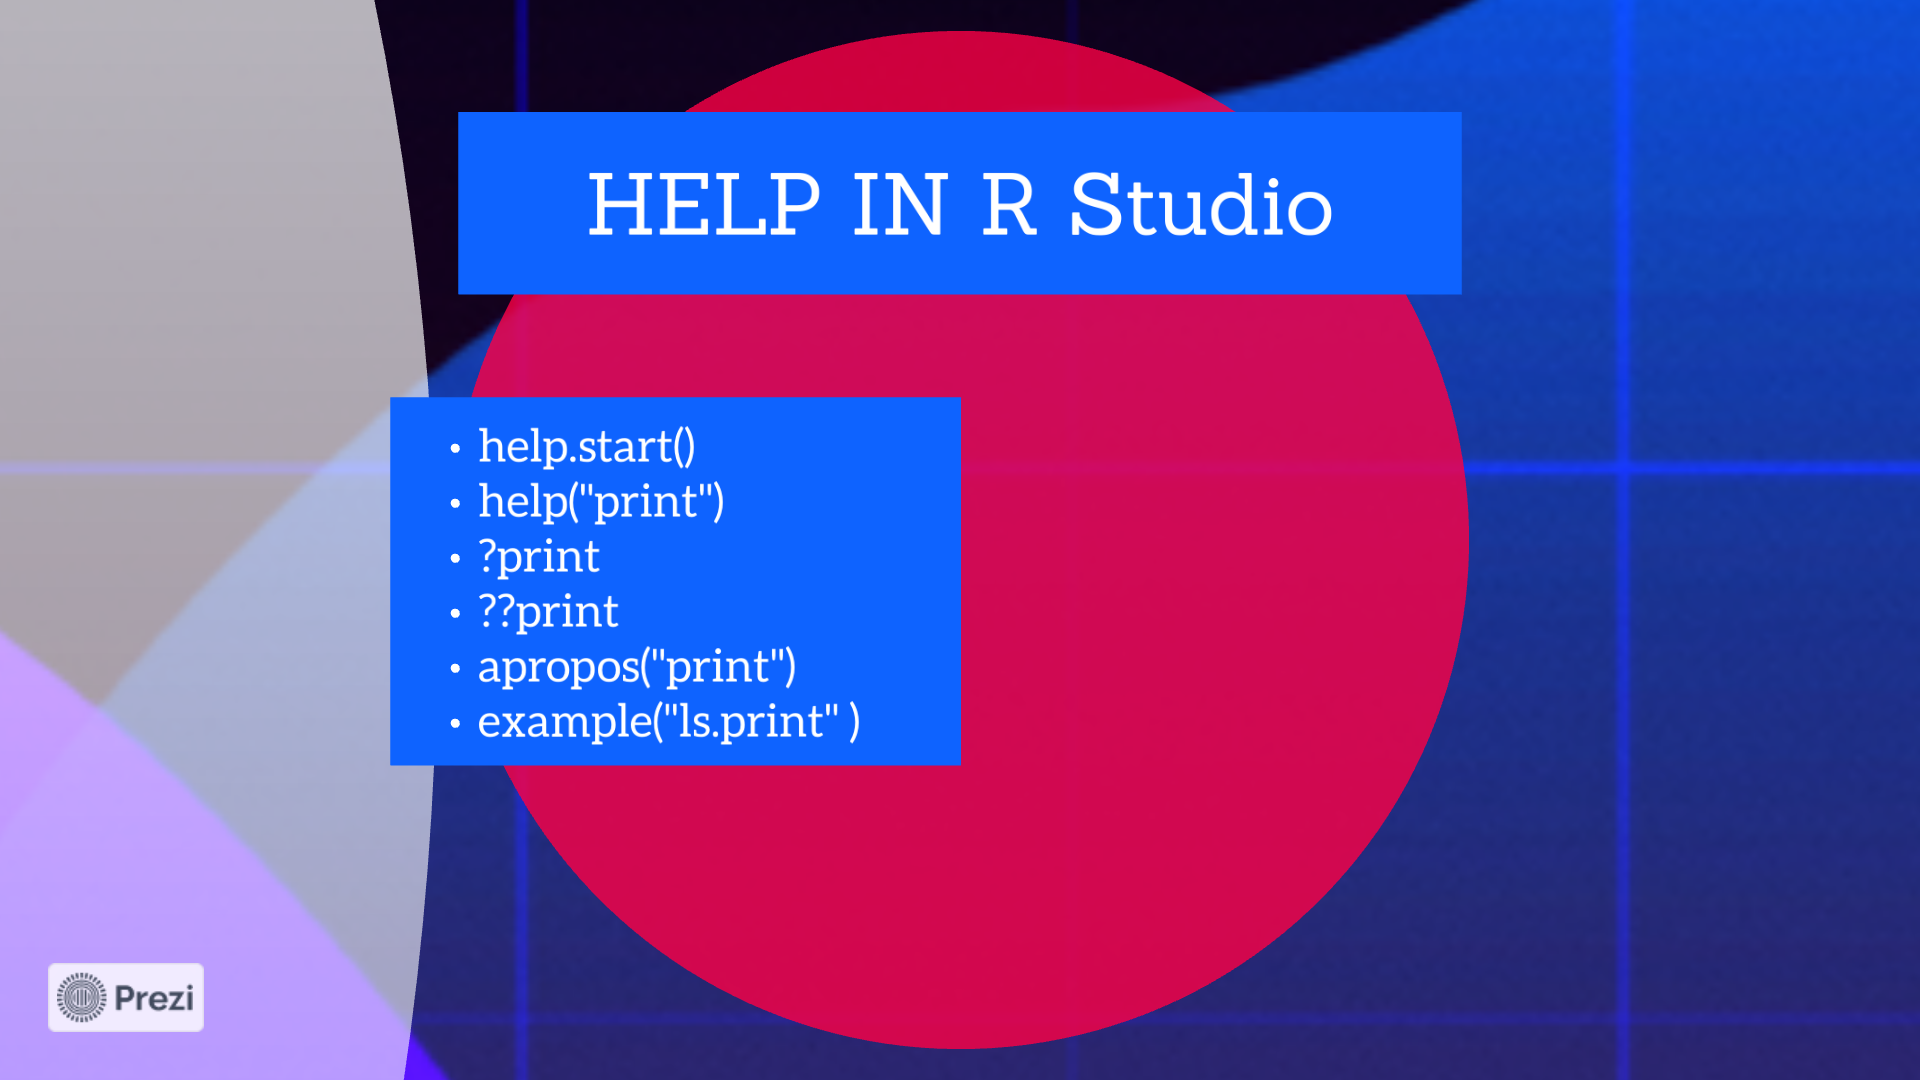 HELP IN R Studio
• help.start()
• help("print")
• ?print
• ??print
• apropos("print")
• example("ls.print" )
Prezi